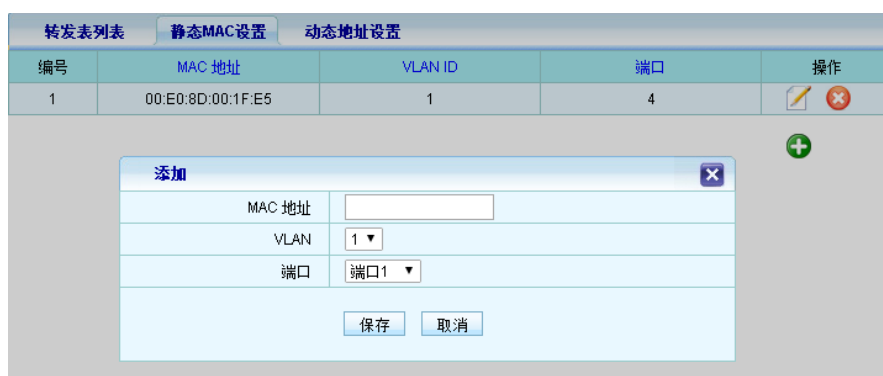 转发表列表 静态MAC设置 动态地址设置
编号 MAC 地址 VLAN ID 端口 操作
1 00:E0:8D:00:1F:E5 1 4
添加
MAC 地址
VLAN 1
端口 端口1
保存 取消